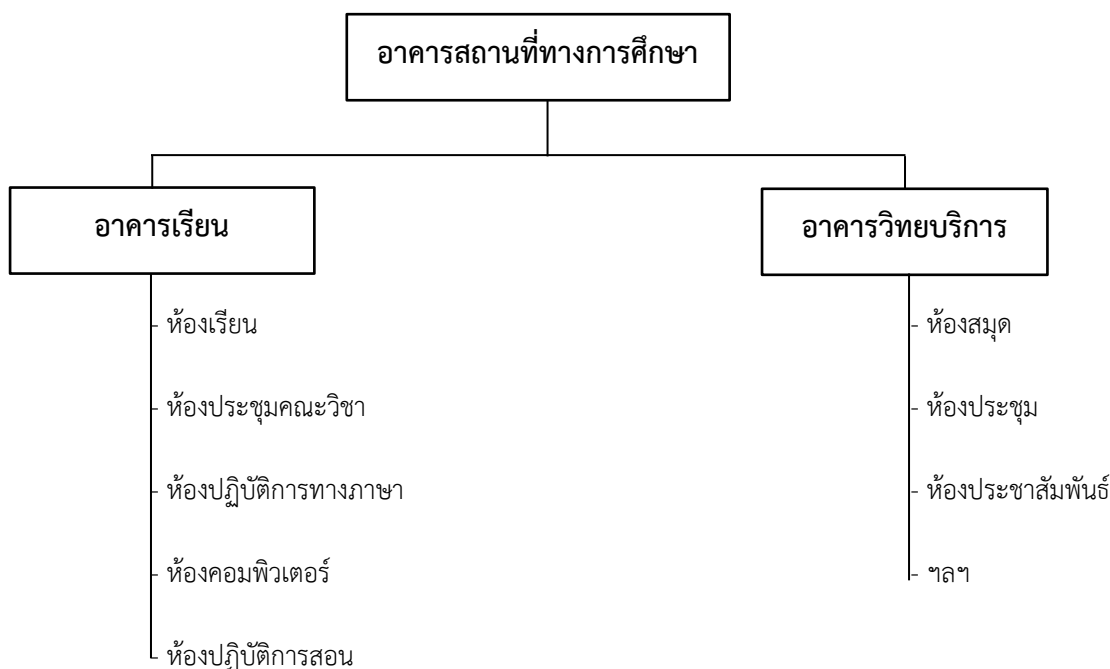 อาคารสถานที่ทางการศึกษา
อาคารเรียน
- ห้องเรียน
- ห้องประชุมคณะวิชา
- ห้องปฏิบัติการทางภาษา
- ห้องคอมพิวเตอร์
- ห้องปฏิบัติการสอน
อาคารวิทยบริการ
- ห้องสมุด
- ห้องประชุม
- ห้องประชาสัมพันธ์
- ฯลฯ